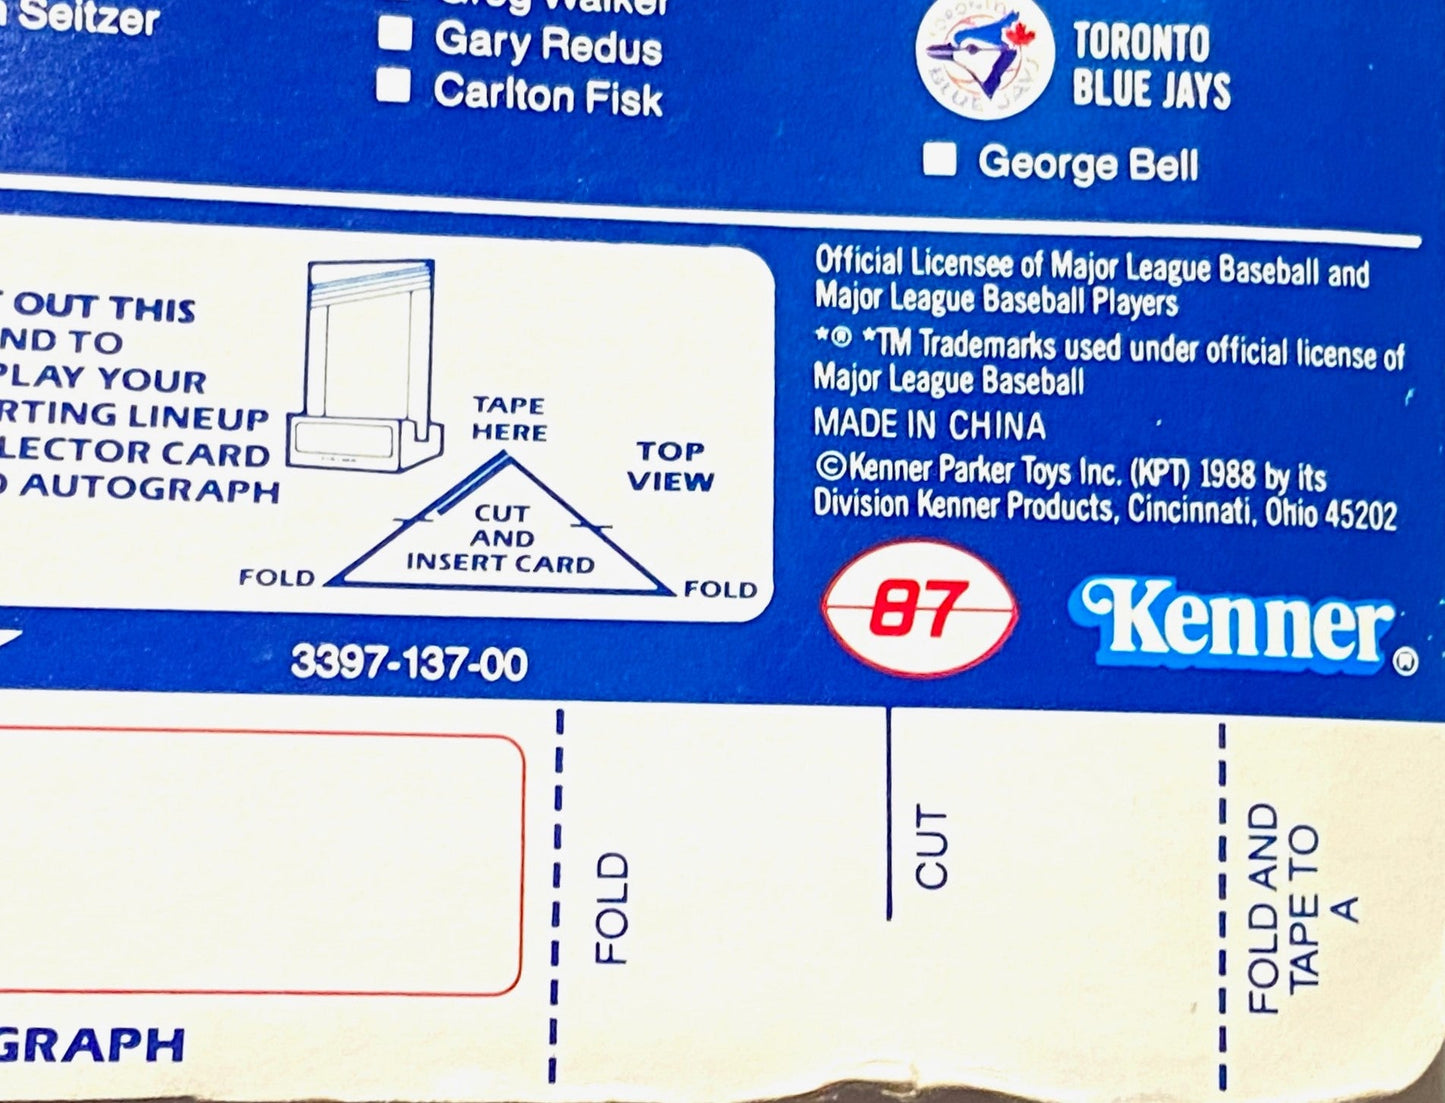 Seitzer
Greg Walker
Gary Redus
Carlton Fisk
TORONTO
BLUE JAYS
BLUE JAYS
George Bell
OUT THIS
ND TO
PLAY YOUR
RTING LINEUP
LECTOR CARD
AUTOGRAPH
TAPE
HERE
TOP
VIEW
CUT
AND
INSERT CARD
FOLD
FOLD
3397-137-00
Official Licensee of Major League Baseball and
Major League Baseball Players
*® *TM Trademarks used under official license of
Major League Baseball
MADE IN CHINA
©Kenner Parker Toys Inc. (KPT) 1988 by its
Division Kenner Products, Cincinnati, Ohio 45202
87
Kenner®
FOLD
CUT
FOLD AND
TAPE TO
A
GRAPH